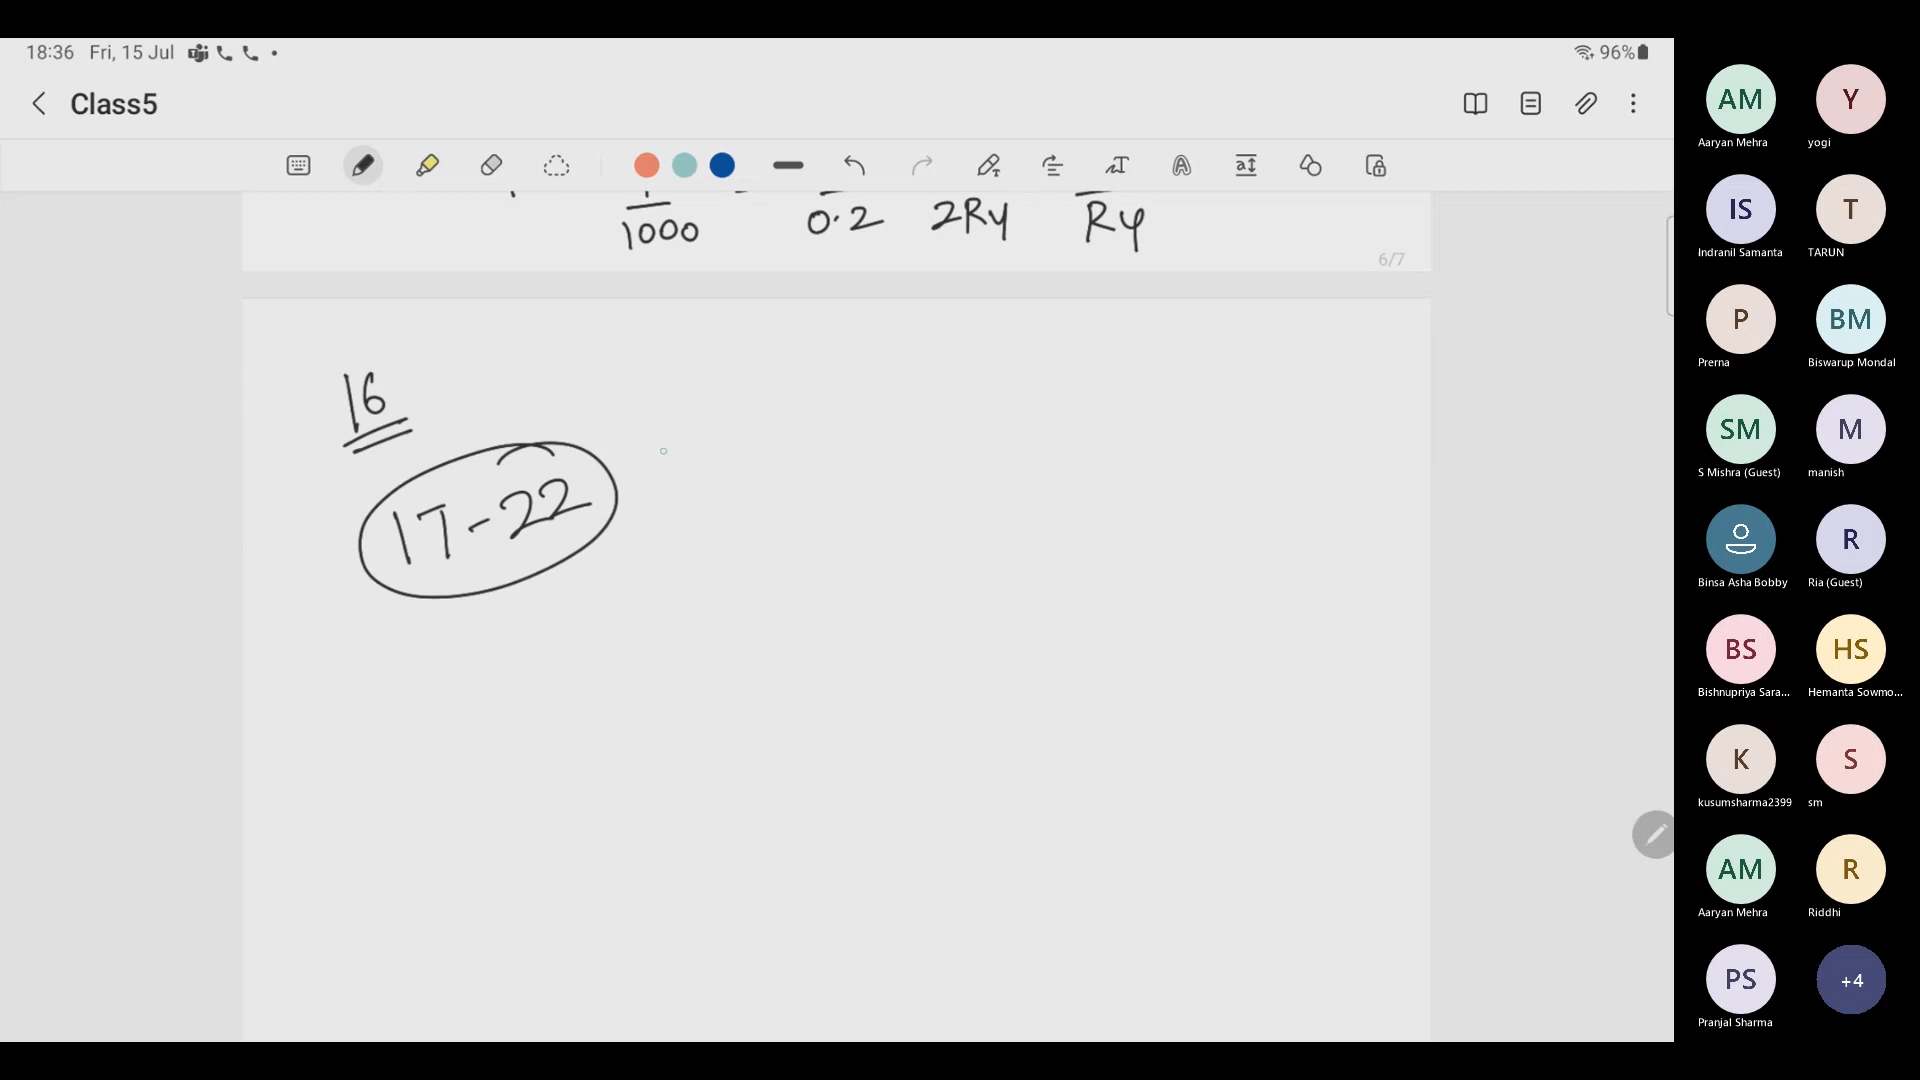 18:36 Fri, 15 Jul
96%
Class5
1
1000
0.2
2Ry
Ry
6/7
16
17-22
AM
Aaryan Mehra
Y
yogi
IS
Indranil Samanta
T
TARUN
P
Prerna
BM
Biswarup Mondal
SM
S Mishra (Guest)
M
manish
Binsa Asha Bobby
R
Ria (Guest)
BS
Bishnupriya Sara...
HS
Hemanta Sowmo...
K
kusumsharma2399
S
sm
AM
Aaryan Mehra
R
Riddhi
PS
Pranjal Sharma
+4